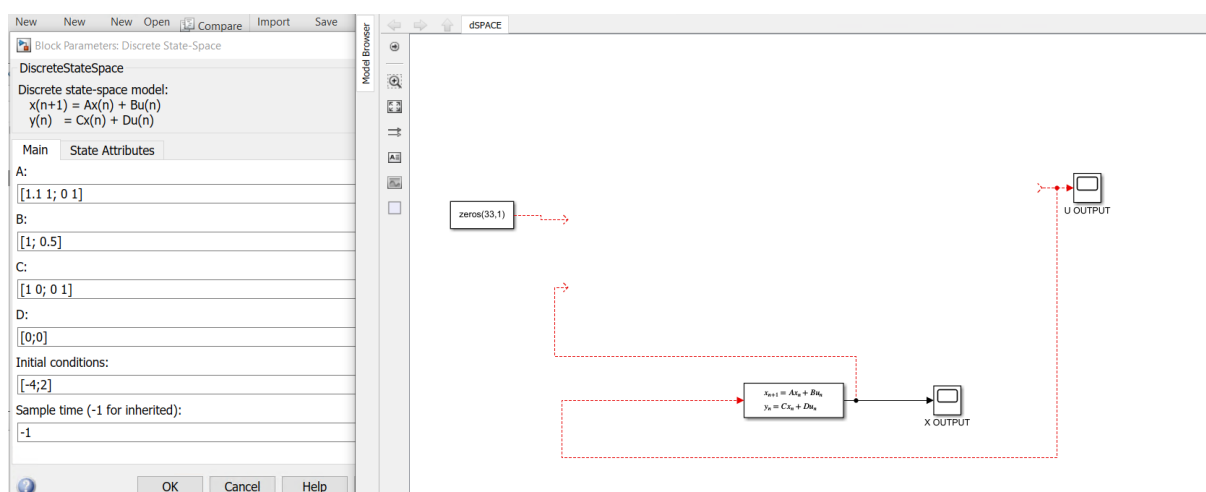 New New New Open Compare Import Save
Block Parameters: Discrete State-Space
DiscreteStateSpace
Discrete state-space model:
x(n+1) = Ax(n) + Bu(n)
y(n) = Cx(n) + Du(n)
Main State Attributes
A:
[1.1 1; 0 1]
B:
[1; 0.5]
C:
[1 0; 0 1]
D:
[0;0]
Initial conditions:
[-4;2]
Sample time (-1 for inherited):
-1
OK Cancel Help
Model Browser
dSPACE
zeros(33,1)
U OUTPUT
xₙ₊₁ = Axₙ + Buₙ
yₙ = Cxₙ + Duₙ
X OUTPUT